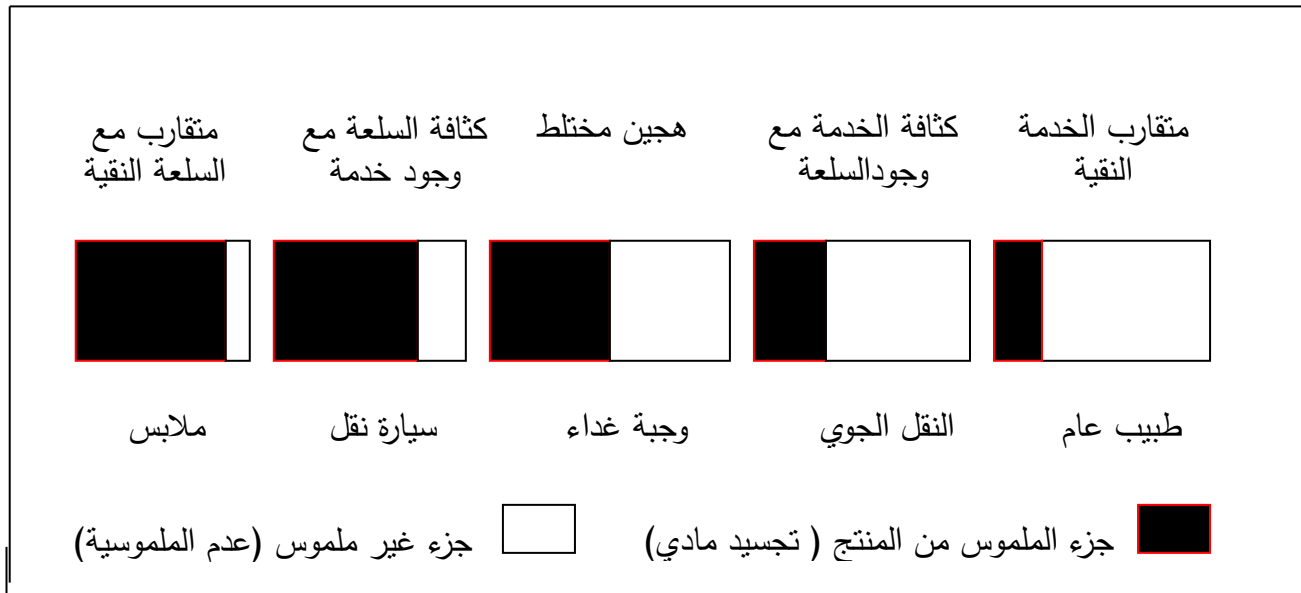 متقارب الخدمة
النقية
كثافة الخدمة مع
وجودالسلعة
هجين مختلط
كثافة السلعة مع
وجود خدمة
متقارب مع
السلعة النقية
طبيب عام
النقل الجوي
وجبة غداء
سيارة نقل
ملابس
جزء الملموس من المنتج ( تجسيد مادي)
جزء غير ملموس (عدم الملموسية)